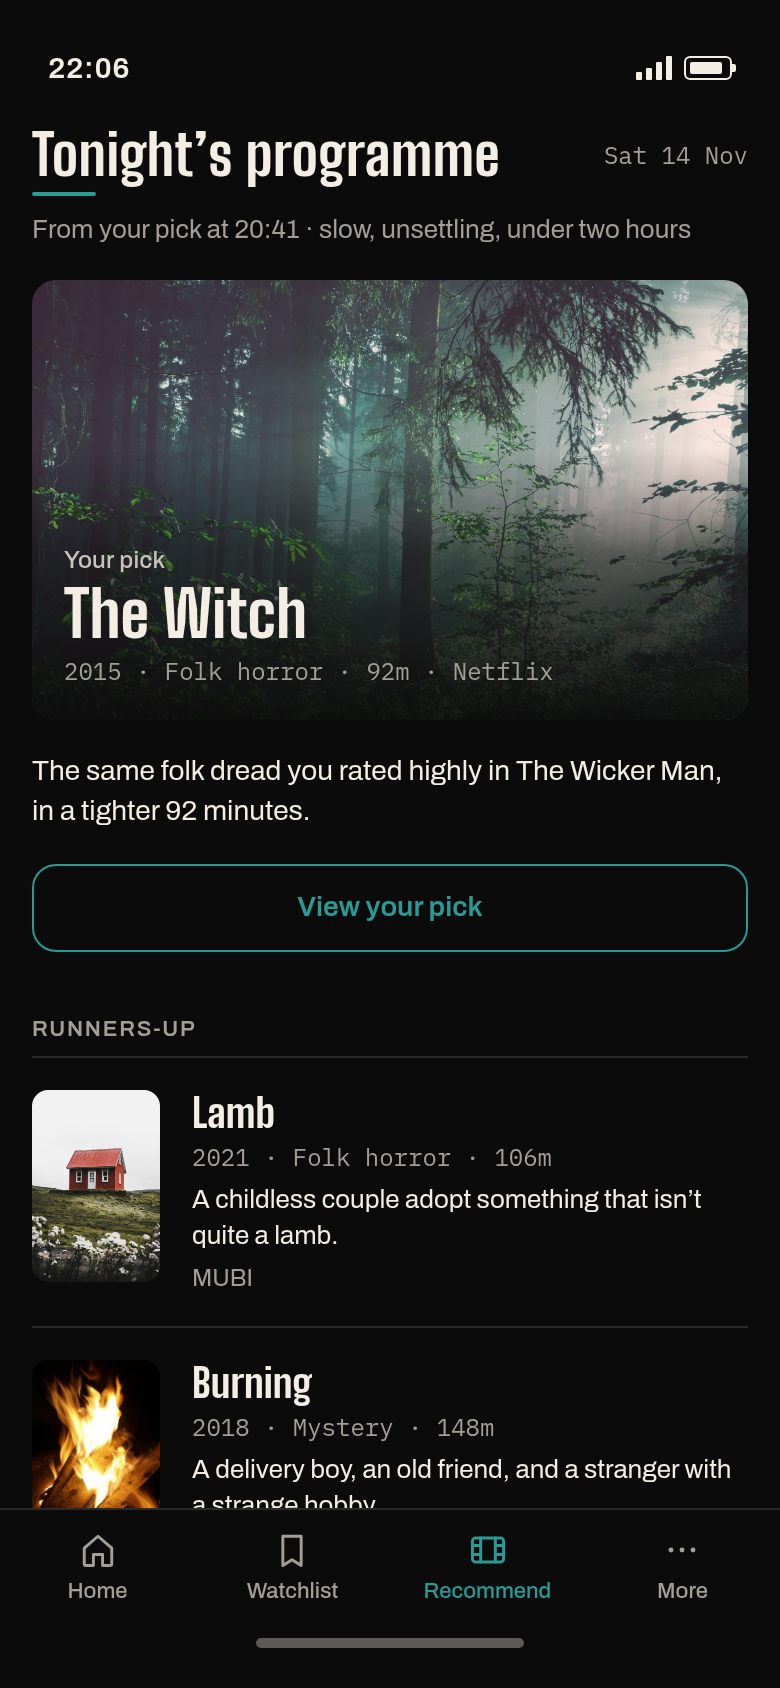 22:06
Tonight’s programme
Sat 14 Nov
From your pick at 20:41 · slow, unsettling, under two hours
Your pick
The Witch
2015 · Folk horror · 92m · Netflix
The same folk dread you rated highly in The Wicker Man,
in a tighter 92 minutes.
View your pick
RUNNERS-UP
Lamb
2021 · Folk horror · 106m
A childless couple adopt something that isn’t
quite a lamb.
MUBI
Burning
2018 · Mystery · 148m
A delivery boy, an old friend, and a stranger with
a strange hobby
Home
Watchlist
Recommend
More